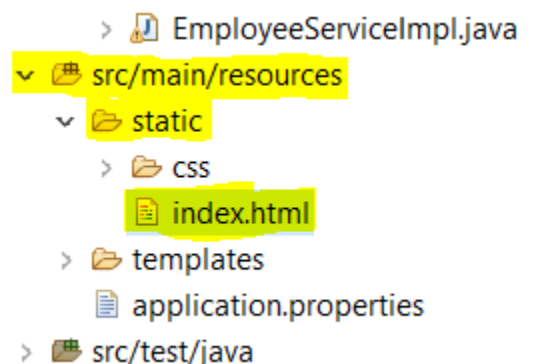 EmployeeServiceImpl.java
src/main/resources
static
css
index.html
templates
application.properties
src/test/java